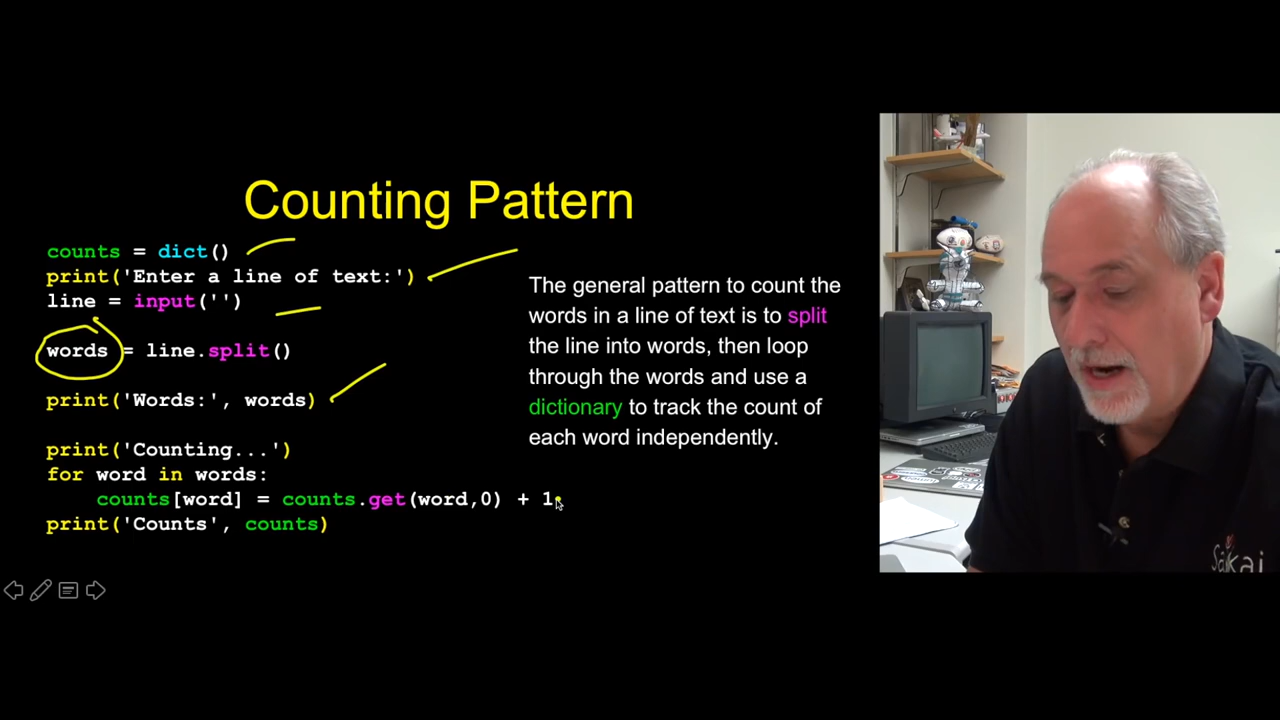 Counting Pattern
counts = dict()
print('Enter a line of text:')
line = input('')
words = line.split()
print('Words:', words)
print('Counting...')
for word in words:
    counts[word] = counts.get(word,0) + 1
print('Counts', counts)
The general pattern to count the
words in a line of text is to split
the line into words, then loop
through the words and use a
dictionary to track the count of
each word independently.
Sakai